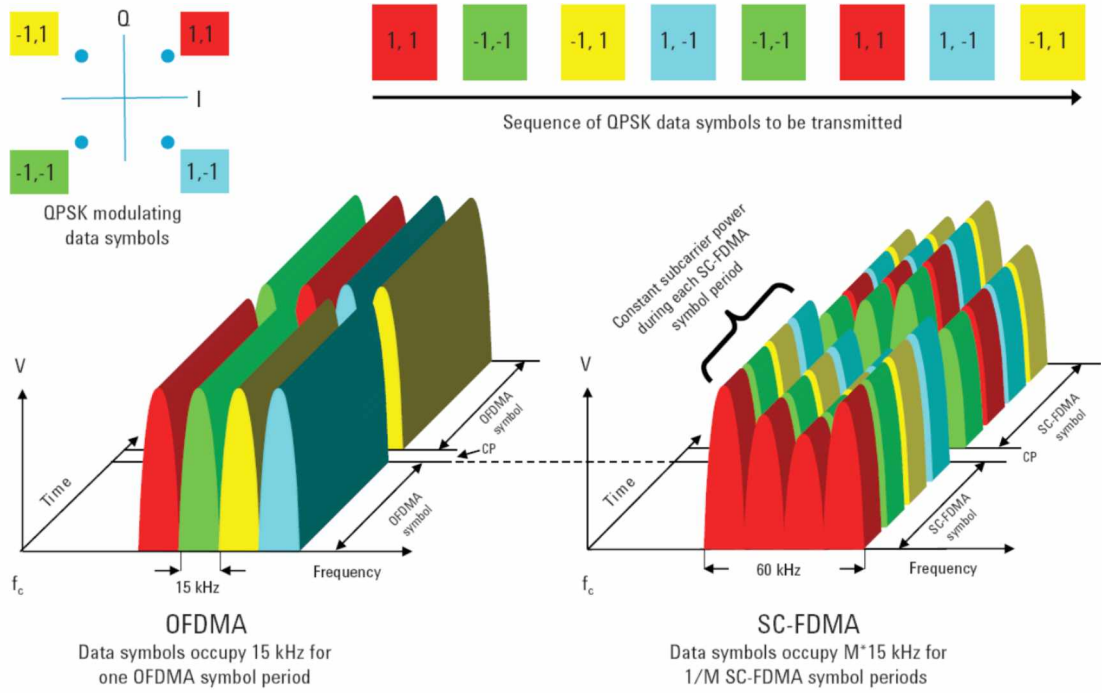 Q
-1,1
1,1
I
-1,-1
1,-1
QPSK modulating
data symbols
1, 1
-1,-1
-1, 1
1, -1
-1,-1
1, 1
1, -1
-1, 1
Sequence of QPSK data symbols to be transmitted
V
Time
fc
OFDMA
symbol
CP
OFDMA
symbol
15 kHz
Frequency
OFDMA
Data symbols occupy 15 kHz for
one OFDMA symbol period
Constant subcarrier power
during each SC-FDMA
symbol period
V
Time
fc
SC-FDMA
symbol
CP
SC-FDMA
symbol
60 kHz
Frequency
SC-FDMA
Data symbols occupy M*15 kHz for
1/M SC-FDMA symbol periods